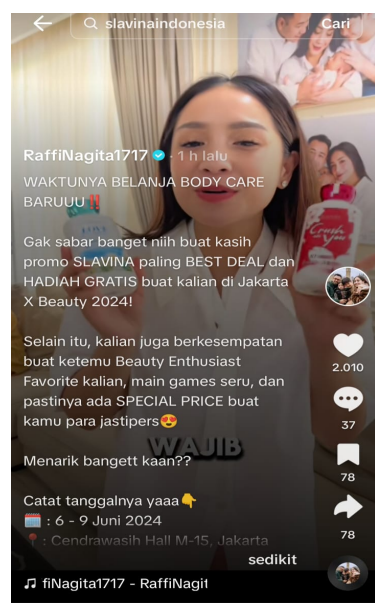 slavinaindonesia
Cari
RaffiNagita1717 · 1 h lalu
WAKTUNYA BELANJA BODY CARE
BARUUU‼️
Gak sabar banget niih buat kasih
promo SLAVINA paling BEST DEAL dan
HADIAH GRATIS buat kalian di Jakarta
X Beauty 2024!
Selain itu, kalian juga berkesempatan
buat ketemu Beauty Enthusiast
Favorite kalian, main games seru, dan
pastinya ada SPECIAL PRICE buat
kamu para jastipers😍
WAJIB
Menarik bangett kaan??
Catat tanggalnya yaaa👇
🗓️ : 6 - 9 Juni 2024
📍: Cendrawasih Hall M-15, Jakarta
sedikit
fiNagita1717 - RaffiNagit
LOVE
Crush
on you
2.010
37
78
78